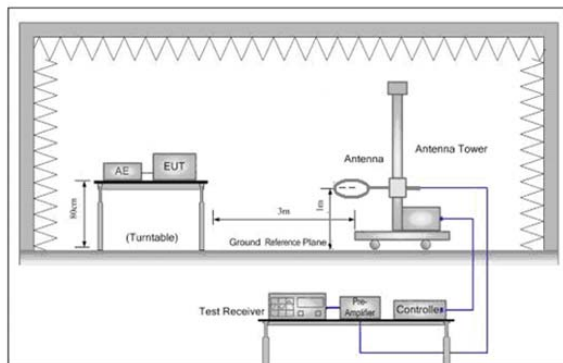 Antenna Tower
Antenna
EUT
AE
80cm
3m
1m
(Turntable)
Ground Reference Plane
Test Receiver
Pre-
Amplifier
Controller